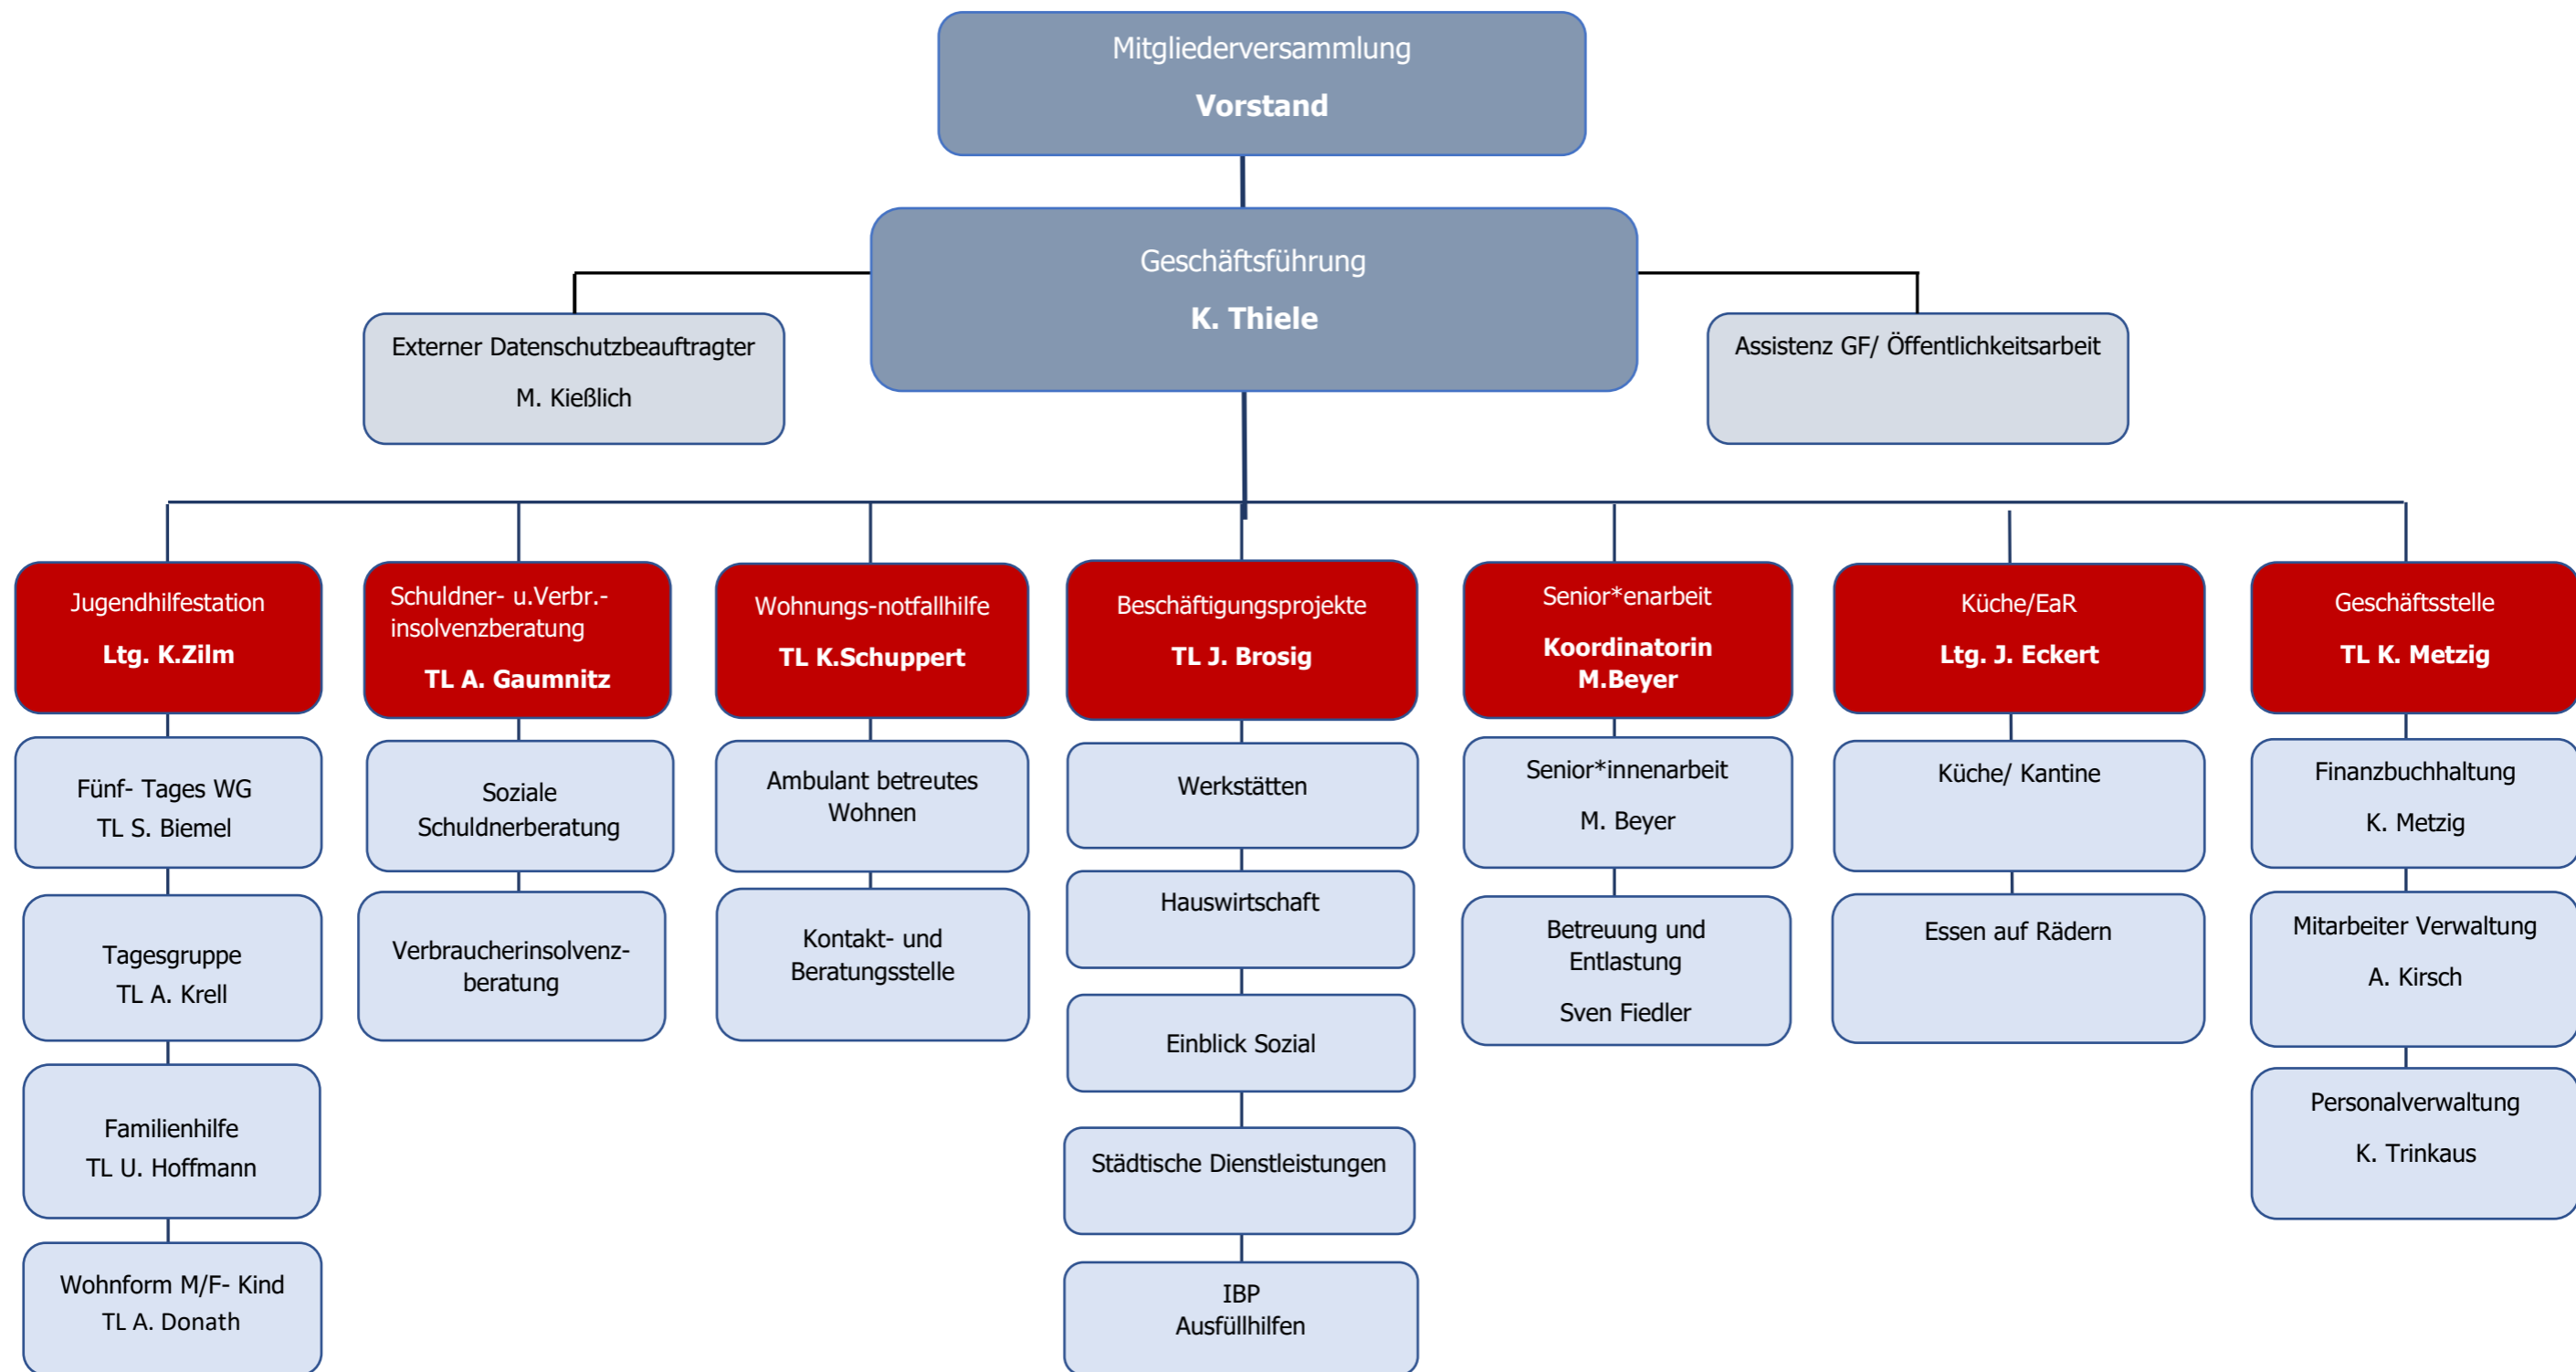 Mitgliederversammlung
Vorstand
Geschäftsführung
K. Thiele
Externer Datenschutzbeauftragter
M. Kießlich
Assistenz GF/ Öffentlichkeitsarbeit
Jugendhilfestation
Ltg. K.Zilm
Schuldner- u.Verbr.-
insolvenzberatung
TL A. Gaumnitz
Wohnungs-notfallhilfe
TL K.Schuppert
Beschäftigungsprojekte
TL J. Brosig
Senior*enarbeit
Koordinatorin
M.Beyer
Küche/EaR
Ltg. J. Eckert
Geschäftsstelle
TL K. Metzig
Fünf- Tages WG
TL S. Biemel
Tagesgruppe
TL A. Krell
Familienhilfe
TL U. Hoffmann
Wohnform M/F- Kind
TL A. Donath
Soziale
Schuldnerberatung
Verbraucherinsolvenz-
beratung
Ambulant betreutes
Wohnen
Kontakt- und
Beratungsstelle
Werkstätten
Hauswirtschaft
Einblick Sozial
Städtische Dienstleistungen
IBP
Ausfüllhilfen
Senior*innenarbeit
M. Beyer
Betreuung und
Entlastung
Sven Fiedler
Küche/ Kantine
Essen auf Rädern
Finanzbuchhaltung
K. Metzig
Mitarbeiter Verwaltung
A. Kirsch
Personalverwaltung
K. Trinkaus